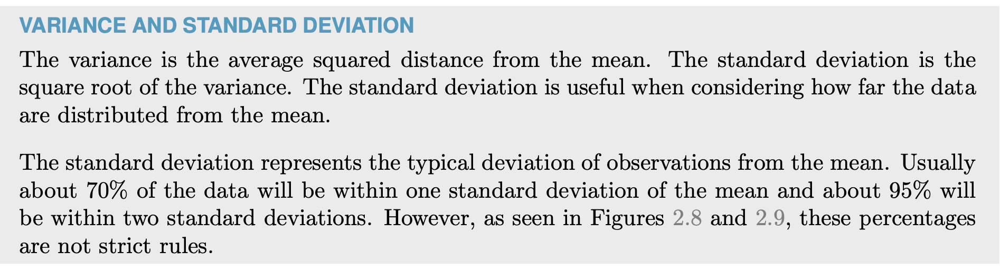 VARIANCE AND STANDARD DEVIATION
The variance is the average squared distance from the mean. The standard deviation is the
square root of the variance. The standard deviation is useful when considering how far the data
are distributed from the mean.
The standard deviation represents the typical deviation of observations from the mean. Usually
about 70% of the data will be within one standard deviation of the mean and about 95% will
be within two standard deviations. However, as seen in Figures 2.8 and 2.9, these percentages
are not strict rules.